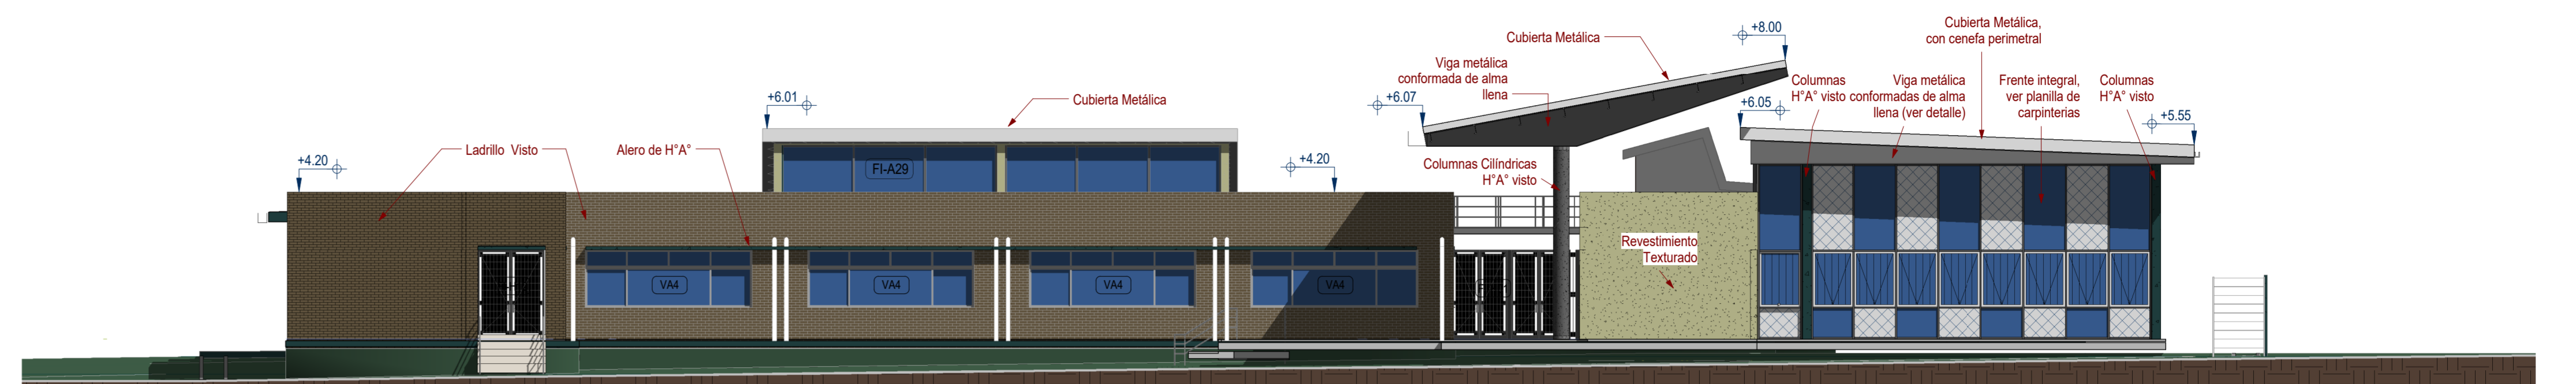 +4.20
Ladrillo Visto
Alero de H°A°
+6.01
FI-A29
Cubierta Metálica
+4.20
VA4
VA4
VA4
VA4
+6.07
Viga metálica
conformada de alma
llena
Cubierta Metálica
+8.00
Columnas Cilíndricas
H°A° visto
Revestimiento
Texturado
+6.05
Columnas
H°A° visto
Viga metálica
conformadas de alma
llena (ver detalle)
Cubierta Metálica,
con cenefa perimetral
Frente integral,
ver planilla de
carpinterias
Columnas
H°A° visto
+5.55